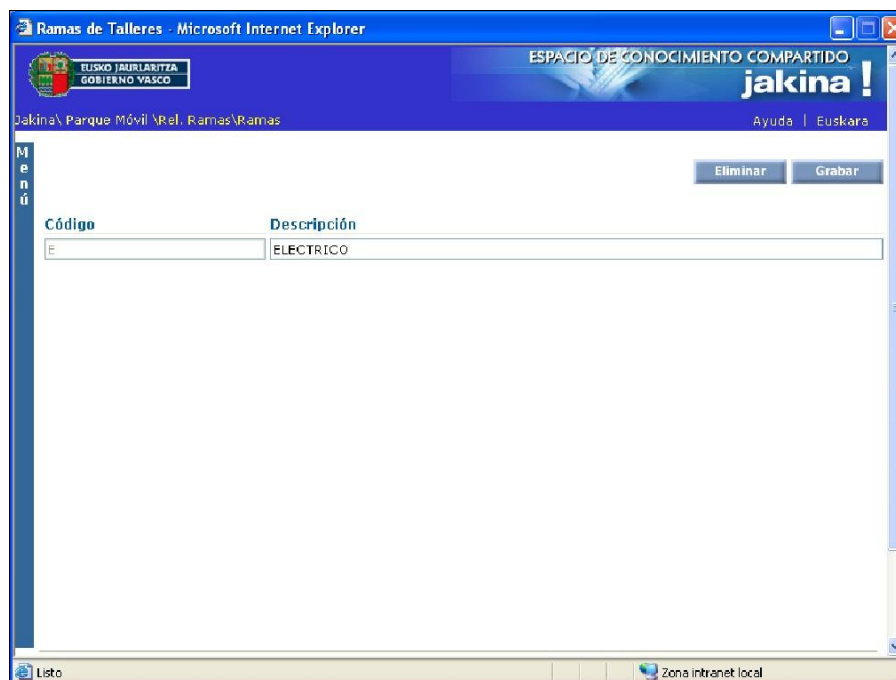 Ramas de Talleres - Microsoft Internet Explorer
EUSKO JAURLARITZA
GOBIERNO VASCO
ESPACIO DE CONOCIMIENTO COMPARTIDO
jakina!
Jakina\ Parque Móvil \Rel. Ramas\Ramas
Ayuda | Euskara
Menú
Eliminar Grabar
Código Descripción
E ELECTRICO
Listo Zona intranet local